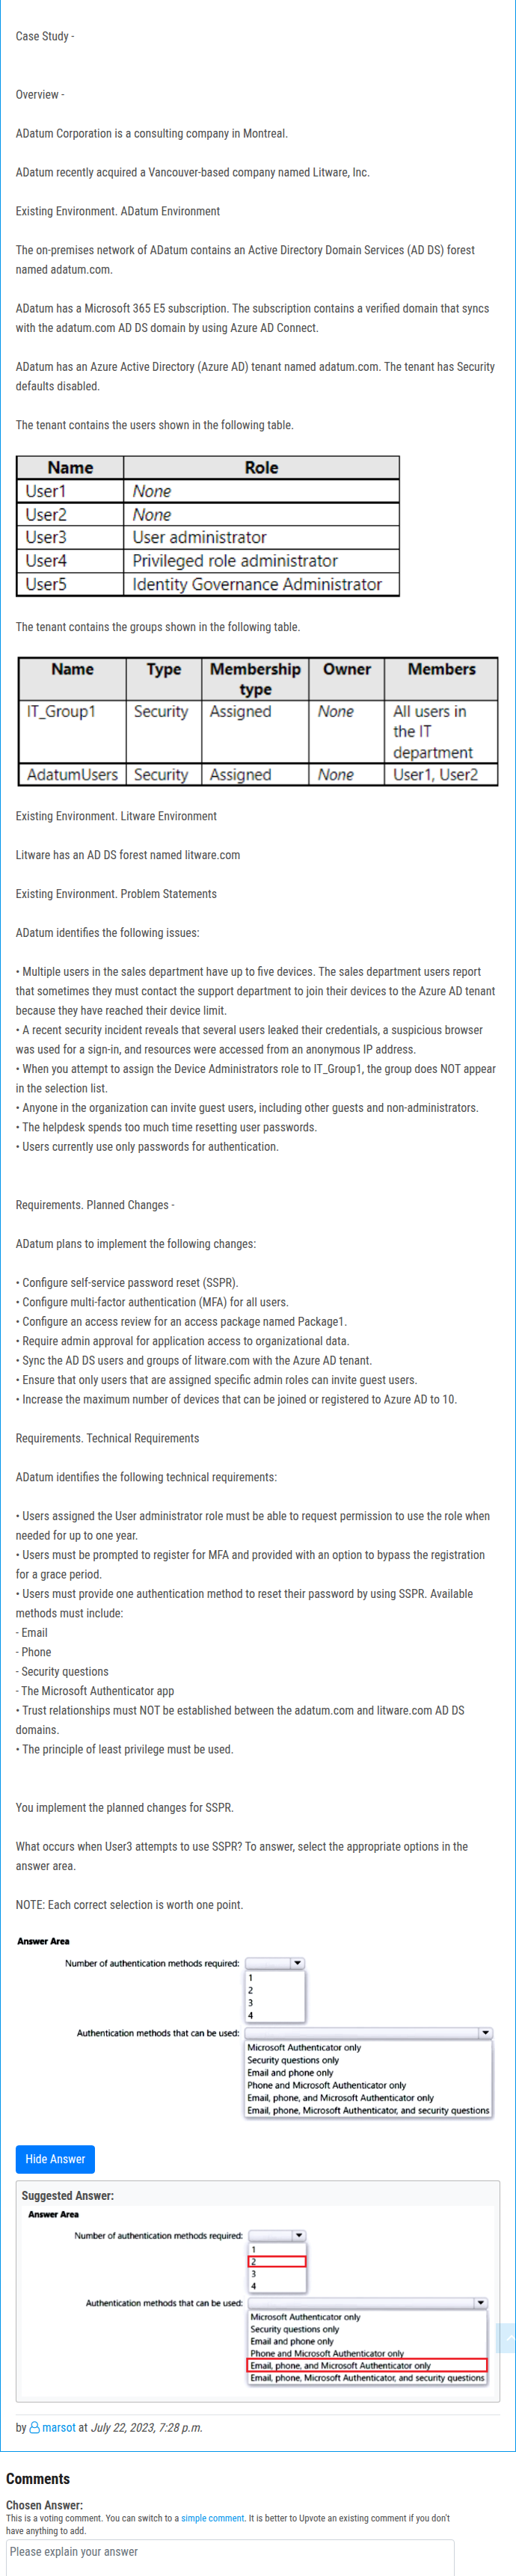 Case Study -
Overview -
ADatum Corporation is a consulting company in Montreal.
ADatum recently acquired a Vancouver-based company named Litware, Inc.
Existing Environment. ADatum Environment
The on-premises network of ADatum contains an Active Directory Domain Services (AD DS) forest
named adatum.com.
ADatum has a Microsoft 365 E5 subscription. The subscription contains a verified domain that syncs
with the adatum.com AD DS domain by using Azure AD Connect.
ADatum has an Azure Active Directory (Azure AD) tenant named adatum.com. The tenant has Security
defaults disabled.
The tenant contains the users shown in the following table.
Name Role
User1 None
User2 None
User3 User administrator
User4 Privileged role administrator
User5 Identity Governance Administrator
The tenant contains the groups shown in the following table.
Name Type Membership type Owner Members
IT_Group1 Security Assigned None All users in the IT department
AdatumUsers Security Assigned None User1, User2
Existing Environment. Litware Environment
Litware has an AD DS forest named litware.com
Existing Environment. Problem Statements
ADatum identifies the following issues:
• Multiple users in the sales department have up to five devices. The sales department users report
that sometimes they must contact the support department to join their devices to the Azure AD tenant
because they have reached their device limit.
• A recent security incident reveals that several users leaked their credentials, a suspicious browser
was used for a sign-in, and resources were accessed from an anonymous IP address.
• When you attempt to assign the Device Administrators role to IT_Group1, the group does NOT appear
in the selection list.
• Anyone in the organization can invite guest users, including other guests and non-administrators.
• The helpdesk spends too much time resetting user passwords.
• Users currently use only passwords for authentication.
Requirements. Planned Changes -
ADatum plans to implement the following changes:
• Configure self-service password reset (SSPR).
• Configure multi-factor authentication (MFA) for all users.
• Configure an access review for an access package named Package1.
• Require admin approval for application access to organizational data.
• Sync the AD DS users and groups of litware.com with the Azure AD tenant.
• Ensure that only users that are assigned specific admin roles can invite guest users.
• Increase the maximum number of devices that can be joined or registered to Azure AD to 10.
Requirements. Technical Requirements
ADatum identifies the following technical requirements:
• Users assigned the User administrator role must be able to request permission to use the role when
needed for up to one year.
• Users must be prompted to register for MFA and provided with an option to bypass the registration
for a grace period.
• Users must provide one authentication method to reset their password by using SSPR. Available
methods must include:
- Email
- Phone
- Security questions
- The Microsoft Authenticator app
• Trust relationships must NOT be established between the adatum.com and litware.com AD DS
domains.
• The principle of least privilege must be used.
You implement the planned changes for SSPR.
What occurs when User3 attempts to use SSPR? To answer, select the appropriate options in the
answer area.
NOTE: Each correct selection is worth one point.
Answer Area
Number of authentication methods required:
1
2
3
4
Authentication methods that can be used:
Microsoft Authenticator only
Security questions only
Email and phone only
Phone and Microsoft Authenticator only
Email, phone, and Microsoft Authenticator only
Email, phone, Microsoft Authenticator, and security questions
Hide Answer
Suggested Answer:
Answer Area
Number of authentication methods required:
1
2
3
4
Authentication methods that can be used:
Microsoft Authenticator only
Security questions only
Email and phone only
Phone and Microsoft Authenticator only
Email, phone, and Microsoft Authenticator only
Email, phone, Microsoft Authenticator, and security questions
by marsot at July 22, 2023, 7:28 p.m.
Comments
Chosen Answer:
This is a voting comment. You can switch to a simple comment. It is better to Upvote an existing comment if you don't
have anything to add.
Please explain your answer